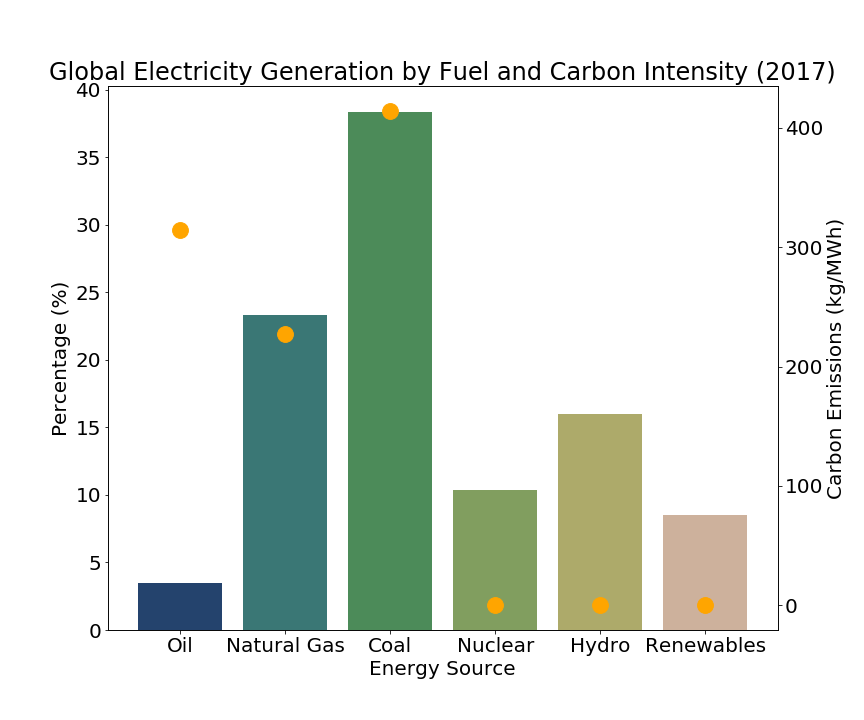 Global Electricity Generation by Fuel and Carbon Intensity (2017)
Percentage (%)
40
35
30
25
20
15
10
5
0
400
300
200
100
0
Carbon Emissions (kg/MWh)
Oil Natural Gas Coal Nuclear Hydro Renewables
Energy Source